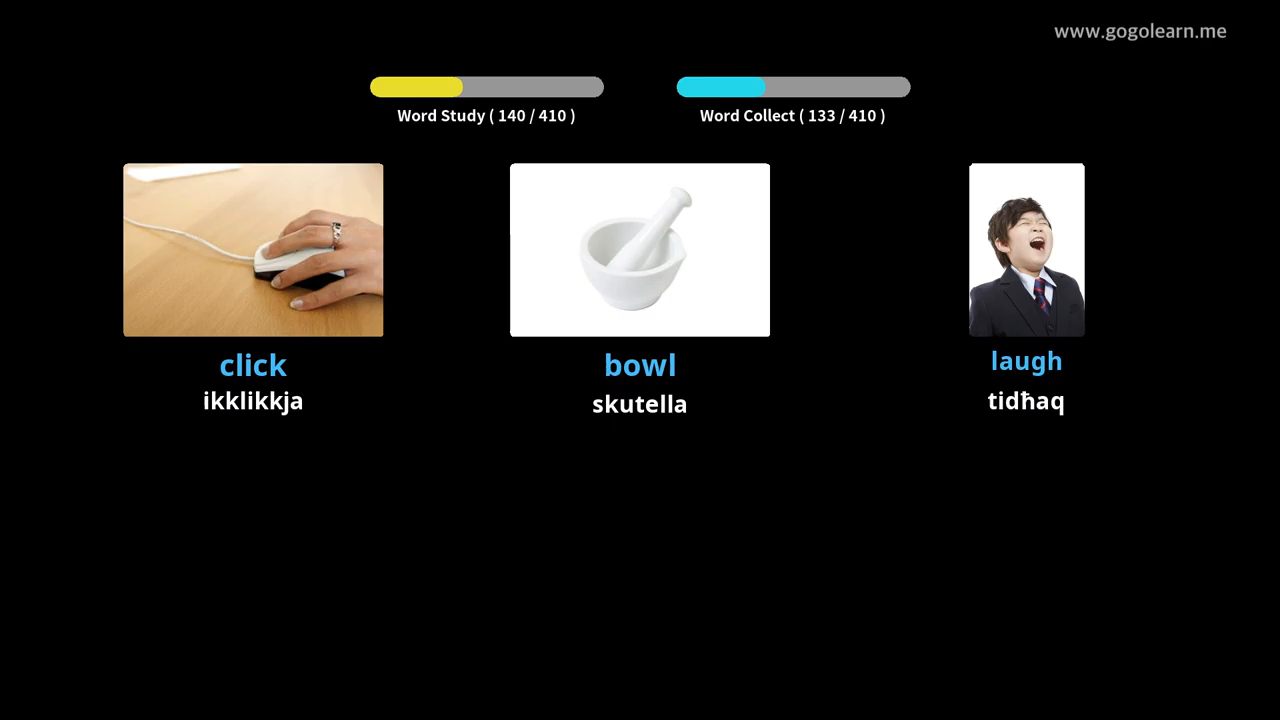 www.gogolearn.me
Word Study ( 140 / 410 )
Word Collect ( 133 / 410 )
click
ikklikkja
bowl
skutella
laugh
tidħaq